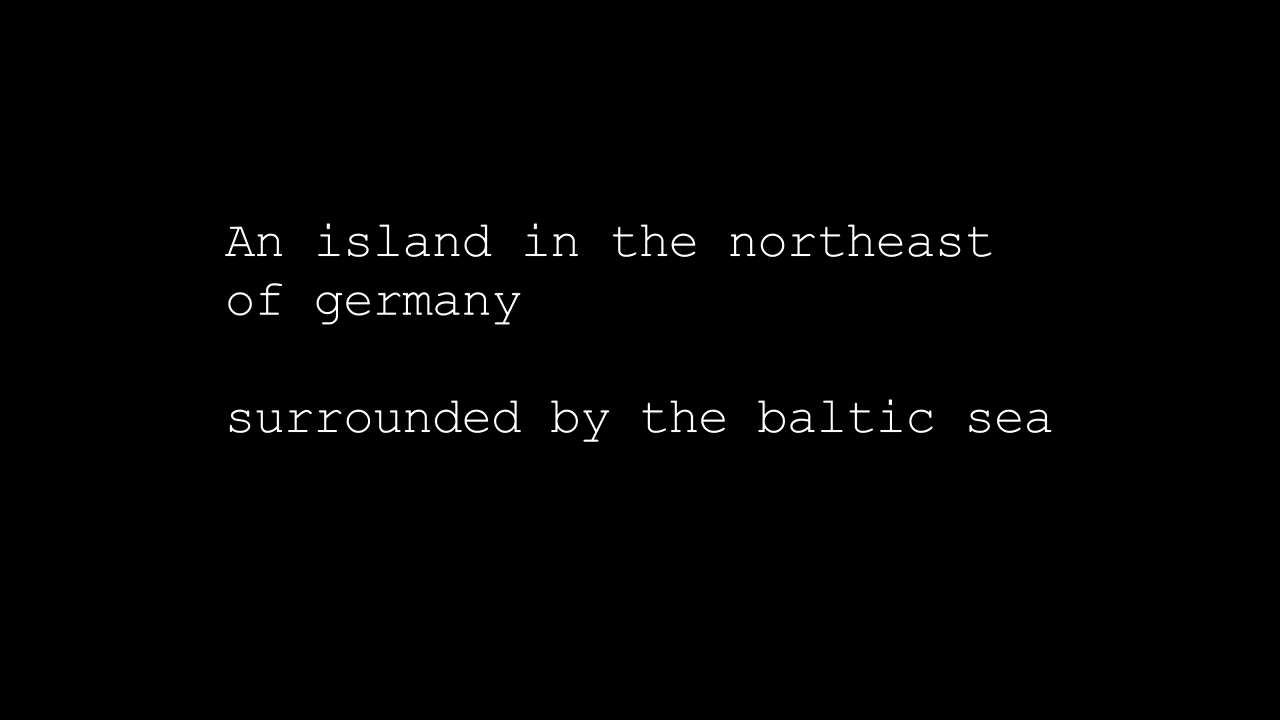 An island in the northeast
of germany
surrounded by the baltic sea